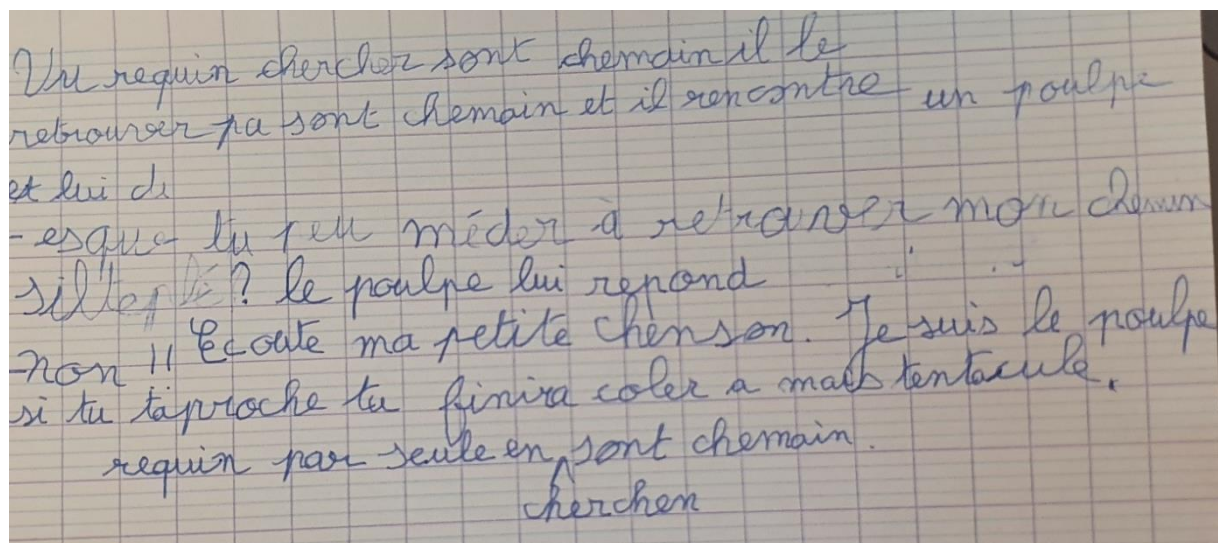 Un requin chercher sont chemain il le
retrouver pa sont chemain et il rencontre un poulpe
et lui di
- esque tu peu méder à retrouver mon chemin
sil'te ? le poulpe lui repond
non !! Ecoute ma petite chenson. Je suis le poulpe
si tu taproche tu finira coler a mais tentacule.
requin par seule en sont chemain.
cherchen